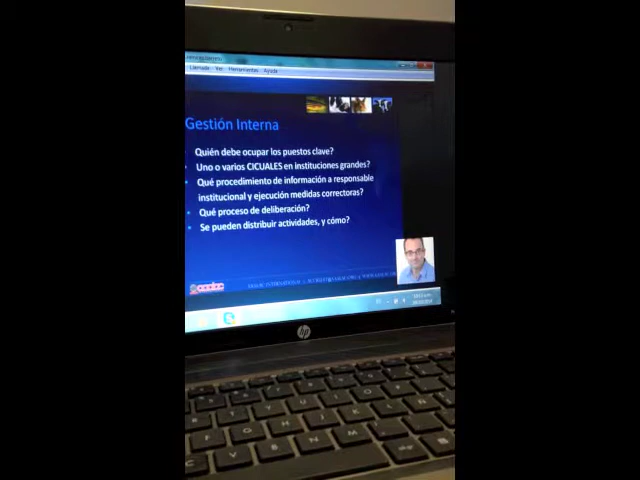 Llamada Ver Herramientas Ayuda
Gestión Interna
Quién debe ocupar los puestos clave?
Uno o varios CICUALES en instituciones grandes?
Qué procedimiento de información a responsable
institucional y ejecución medidas correctoras?
Qué proceso de deliberación?
Se pueden distribuir actividades, y cómo?
hp